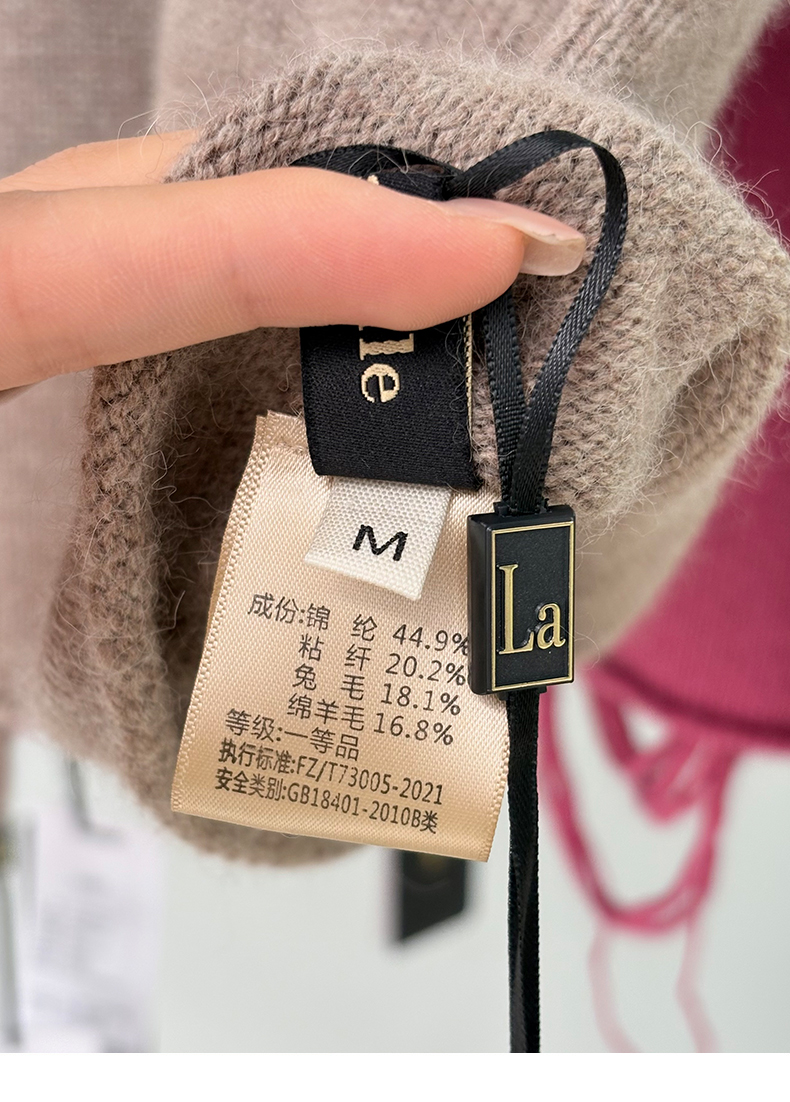 lle
M
La
成份:锦 纶 44.9%
粘 纤 20.2%
兔 毛 18.1%
绵羊毛 16.8%
等级:一等品
执行标准:FZ/T73005-2021
安全类别:GB18401-2010B类